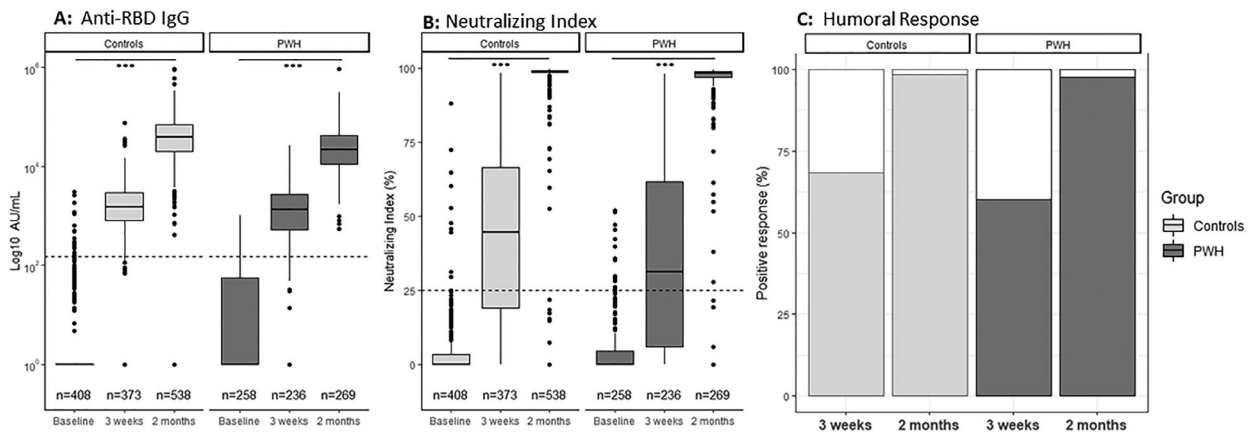 A: Anti-RBD IgG
Controls
PWH
Log10 AU/mL
10^6
10^4
10^2
10^0
n=408 n=373 n=538
n=258 n=236 n=269
Baseline 3 weeks 2 months
Baseline 3 weeks 2 months
B: Neutralizing Index
Controls
PWH
Neutralizing Index (%)
100
75
50
25
0
n=408 n=373 n=538
n=258 n=236 n=269
Baseline 3 weeks 2 months
Baseline 3 weeks 2 months
C: Humoral Response
Controls
PWH
Positive response (%)
100
75
50
25
0
3 weeks 2 months
3 weeks 2 months
Group
Controls
PWH